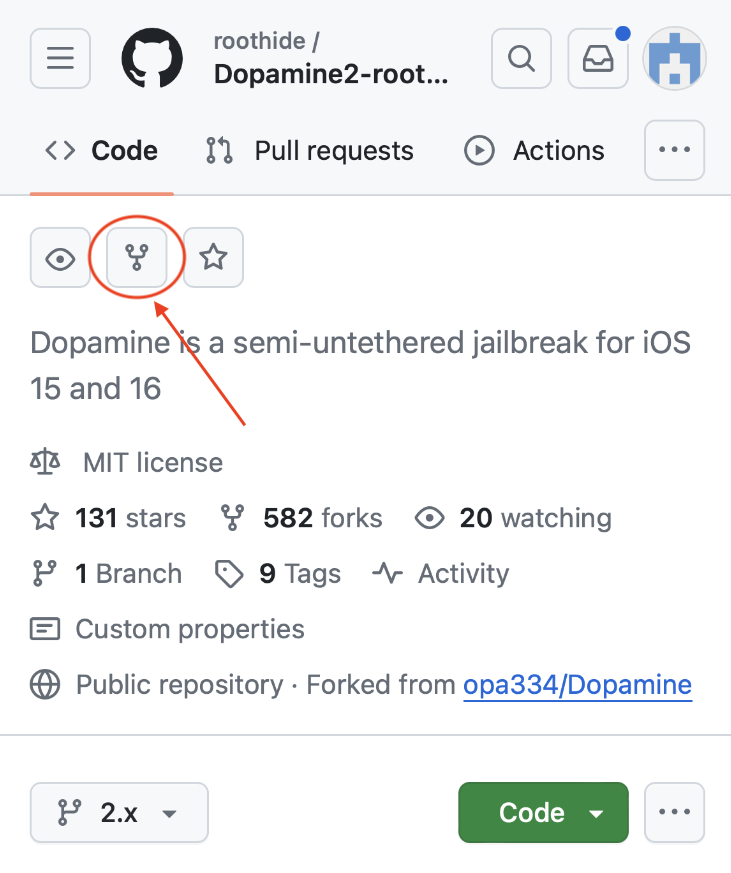 roothide /
Dopamine2-root...
Code
Pull requests
Actions
Dopamine is a semi-untethered jailbreak for iOS
15 and 16
MIT license
131 stars
582 forks
20 watching
1 Branch
9 Tags
Activity
Custom properties
Public repository · Forked from opa334/Dopamine
2.x
Code